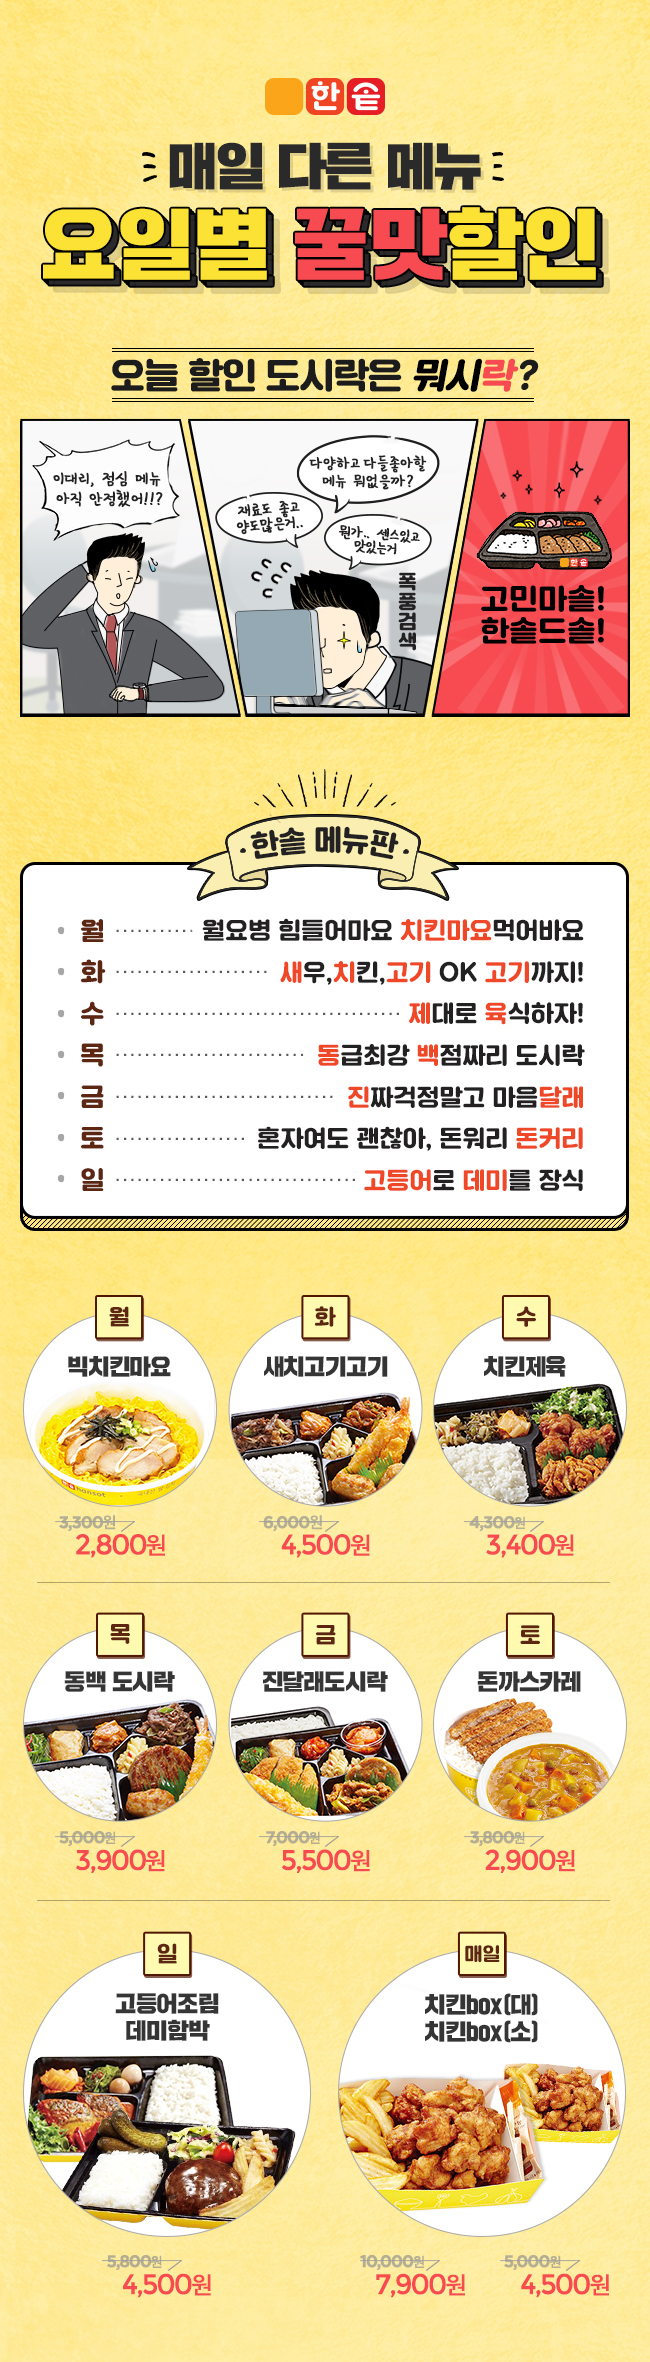 한솥
매일 다른 메뉴
요일별 꿀맛할인
오늘 할인 도시락은 뭐시락?
이대리, 점심 메뉴
아직 안정했어!!?
다양하고 다들좋아할
메뉴 뭐없을까?
재료도 좋고
양도많은거..
뭔가.. 센스있고
맛있는거
폭풍검색
한솥
고민마솥!
한솥드솥!
한솥 메뉴판
월 월요병 힘들어마요 치킨마요먹어바요
화 새우,치킨,고기 OK 고기까지!
수 제대로 육식하자!
목 동급최강 백점짜리 도시락
금 진짜걱정말고 마음달래
토 혼자여도 괜찮아, 돈워리 돈커리
일 고등어로 데미를 장식
월 화 수
빅치킨마요 새치고기고기 치킨제육
hansot
3,300원 6,000원 4,300원
2,800원 4,500원 3,400원
목 금 토
동백 도시락 진달래도시락 돈까스카레
5,000원 7,000원 3,800원
3,900원 5,500원 2,900원
일 매일
고등어조림 치킨box(대)
데미함박 치킨box(소)
5,800원 10,000원 5,000원
4,500원 7,900원 4,500원